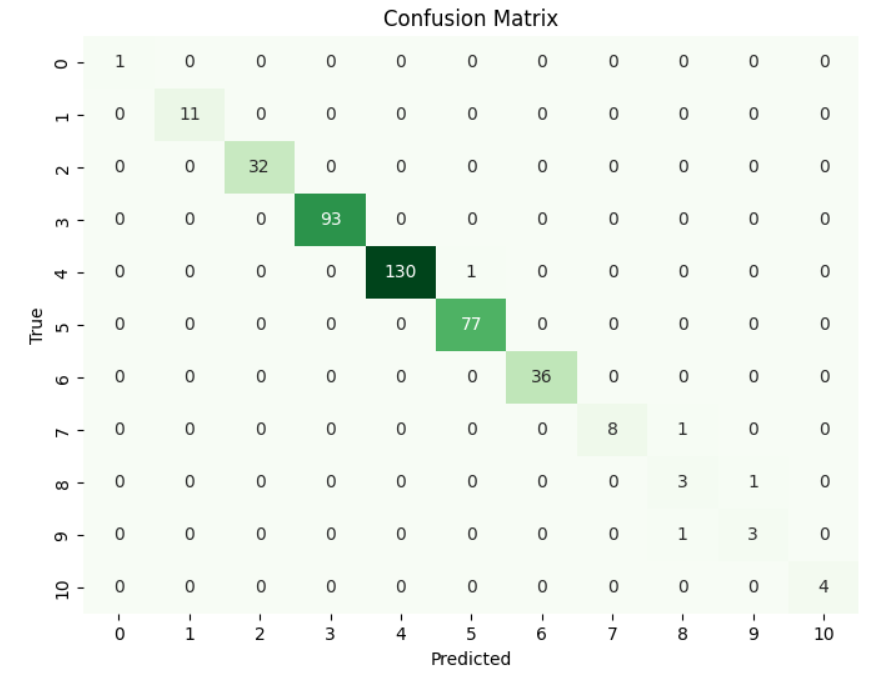 Confusion Matrix
0 1 0 0 0 0 0 0 0 0 0 0
1 0 11 0 0 0 0 0 0 0 0 0
2 0 0 32 0 0 0 0 0 0 0 0
3 0 0 0 93 0 0 0 0 0 0 0
4 0 0 0 0 130 1 0 0 0 0 0
True
5 0 0 0 0 0 77 0 0 0 0 0
6 0 0 0 0 0 0 36 0 0 0 0
7 0 0 0 0 0 0 0 8 1 0 0
8 0 0 0 0 0 0 0 0 3 1 0
9 0 0 0 0 0 0 0 0 1 3 0
10 0 0 0 0 0 0 0 0 0 0 4
0 1 2 3 4 5 6 7 8 9 10
Predicted